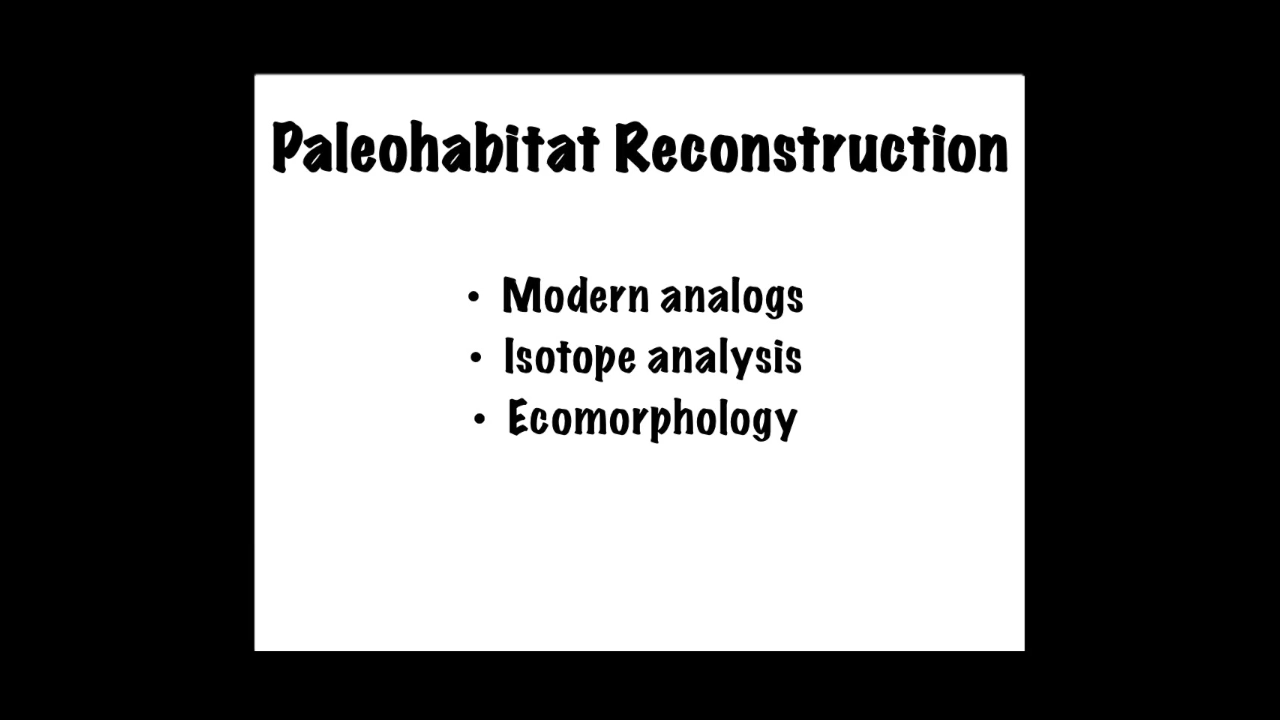 Paleohabitat Reconstruction
• Modern analogs
• Isotope analysis
• Ecomorphology